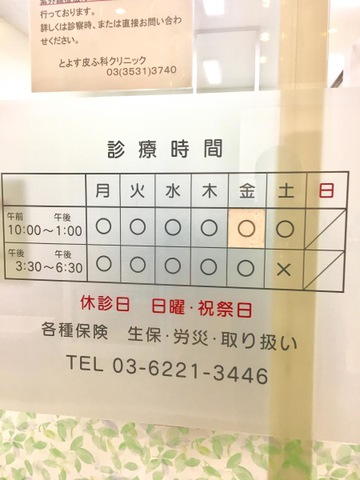 行っております。
詳しくは診察時、または直接お問い合わ
せください。
とよす皮ふ科クリニック
03(3531)3740
診療時間
月 火 水 木 金 土 日
午前 午後
10:00～1:00 ○ ○ ○ ○ ○ ○ ／
午後 午後
3:30～6:30 ○ ○ ○ ○ ○ × ／
休診日 日曜・祝祭日
各種保険 生保・労災・取り扱い
TEL 03-6221-3446